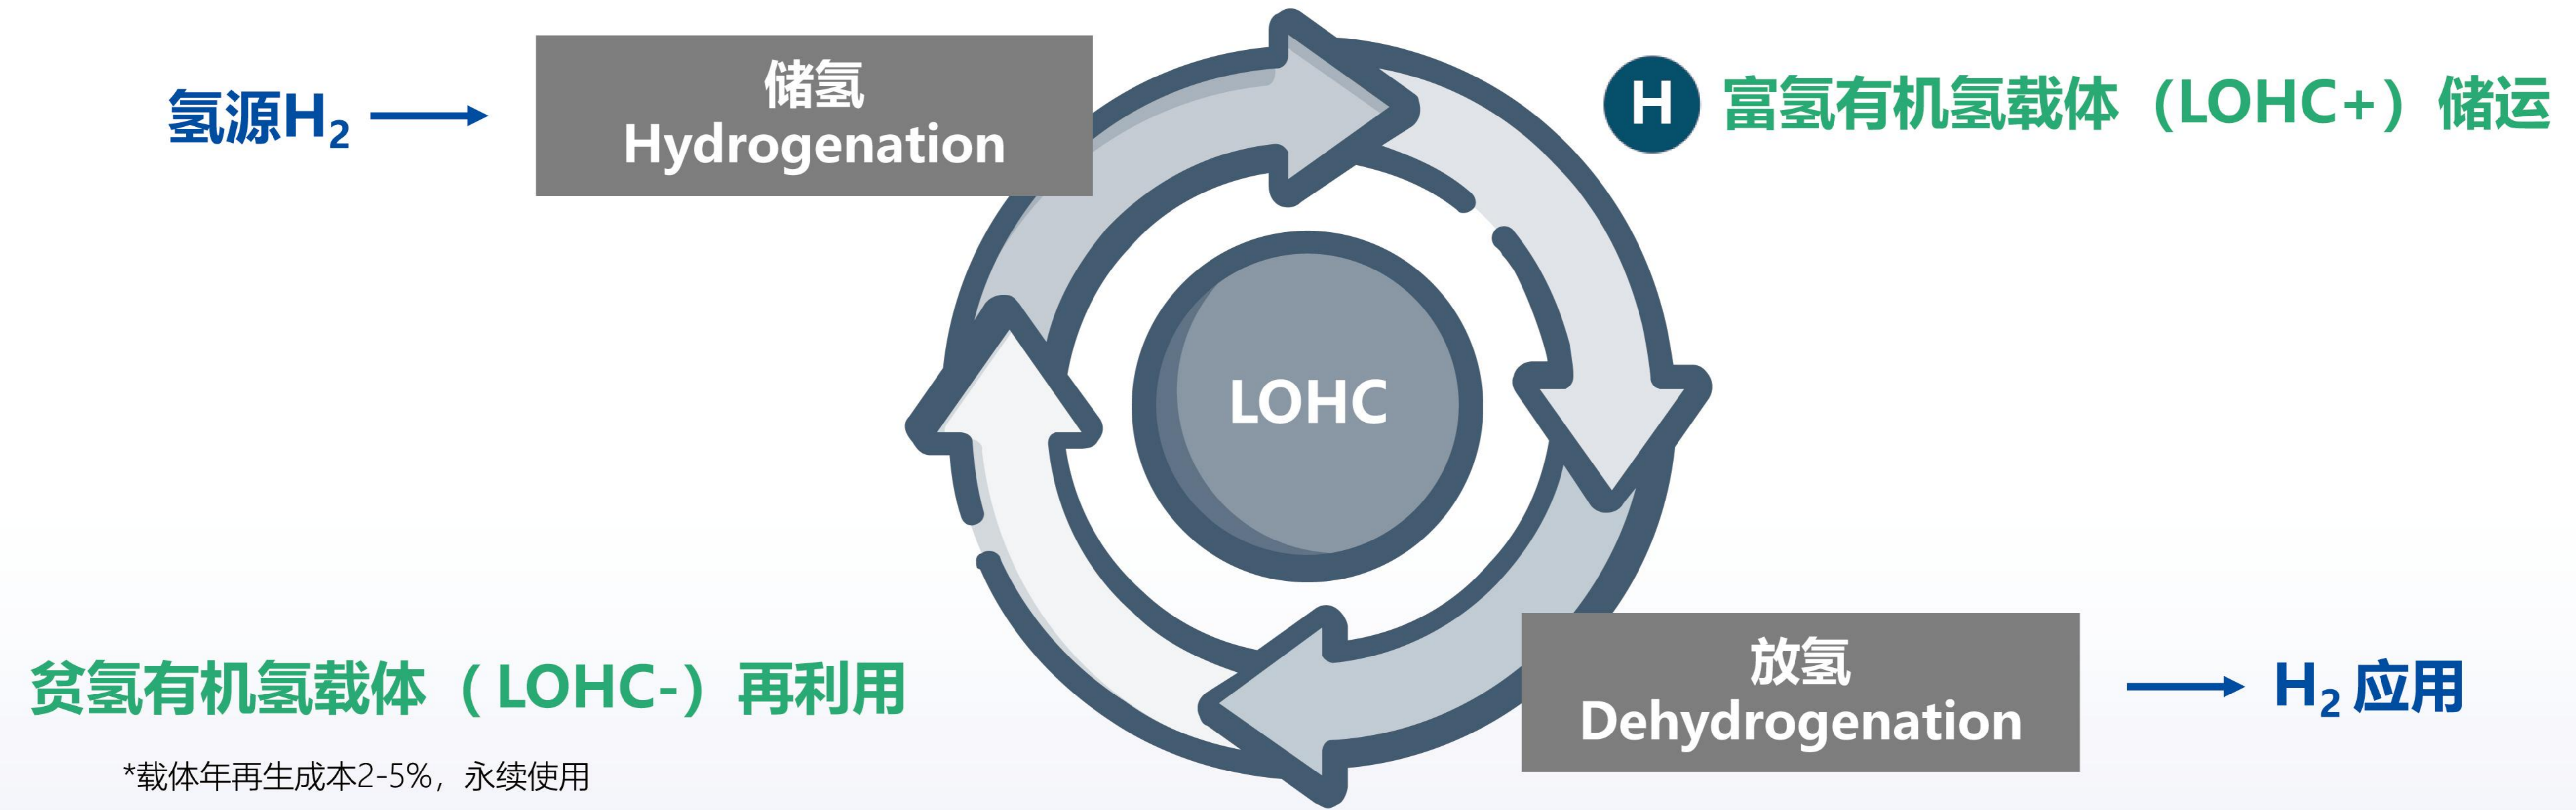 氢源H₂
储氢
Hydrogenation
H 富氢有机氢载体（LOHC+）储运
LOHC
贫氢有机氢载体（ LOHC-）再利用
*载体年再生成本2-5%，永续使用
放氢
Dehydrogenation
H₂ 应用